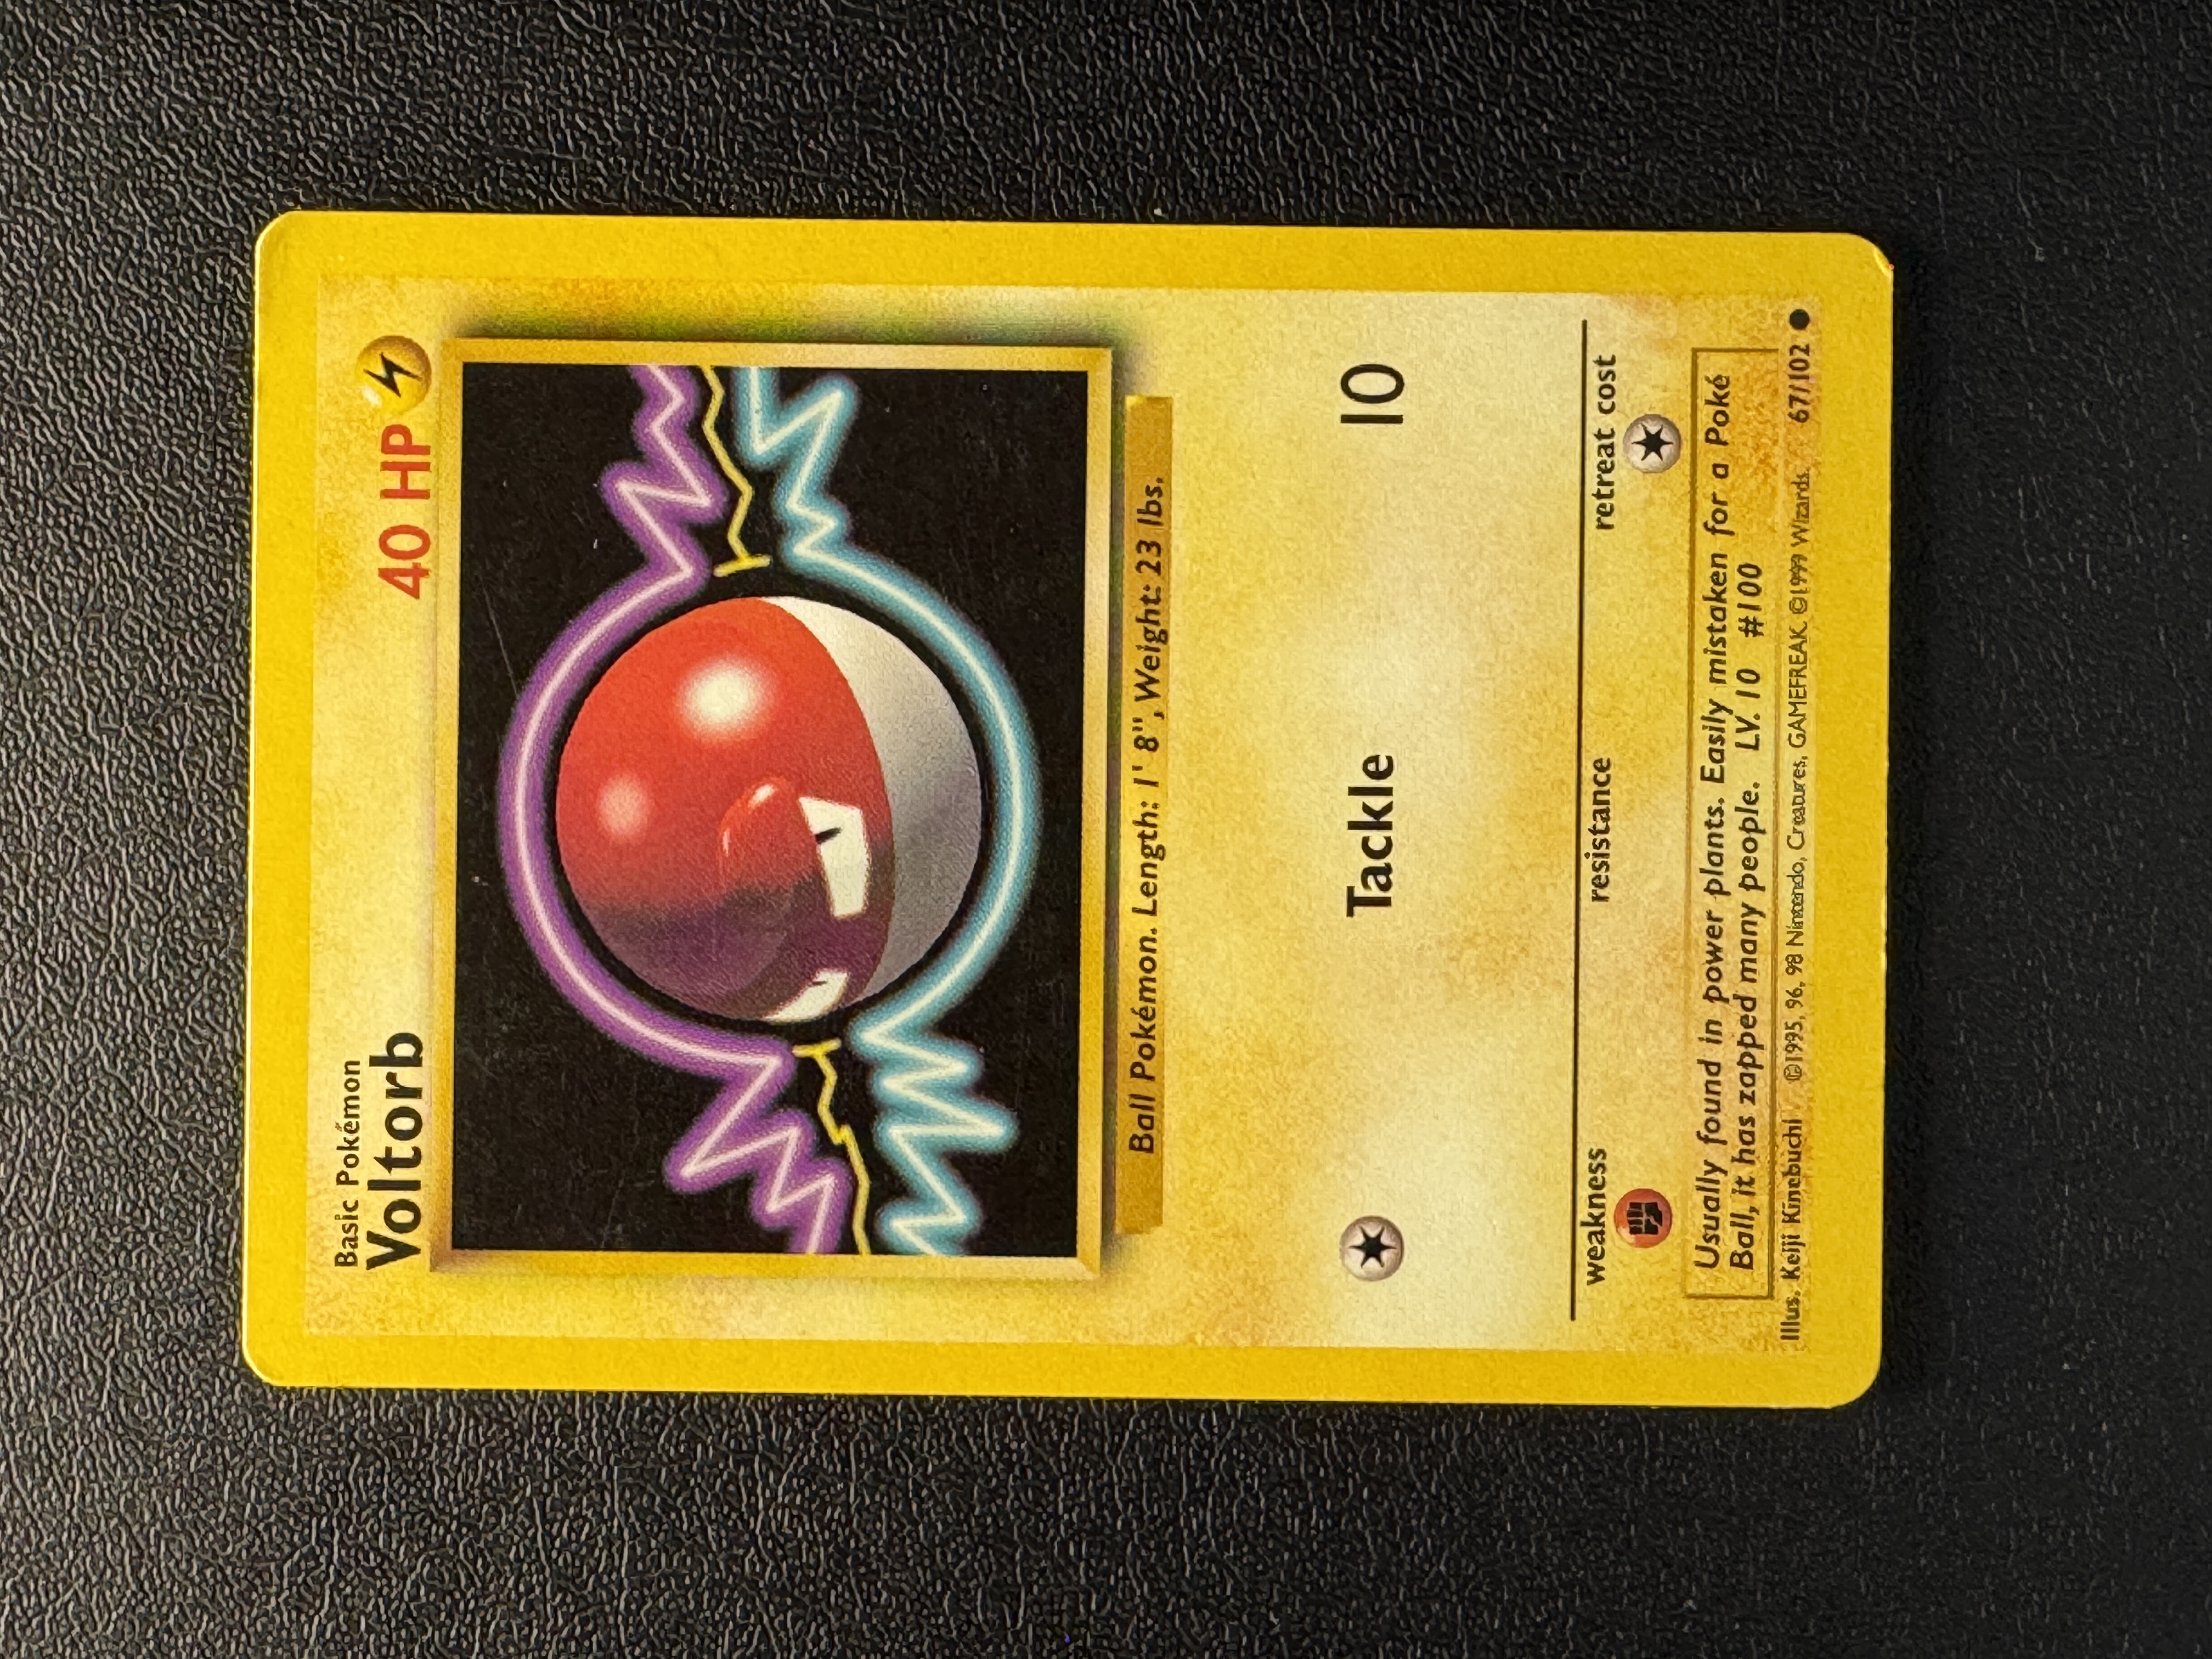 Basic Pokémon
Voltorb 40 HP
Ball Pokémon. Length: 1' 8", Weight: 23 lbs.
Tackle 10
weakness resistance retreat cost
Usually found in power plants. Easily mistaken for a Poké
Ball, it has zapped many people. LV. 10 #100
Illus. Keiji Kinebuchi ©1995, 96, 98 Nintendo, Creatures, GAMEFREAK. ©1999 Wizards. 67/102